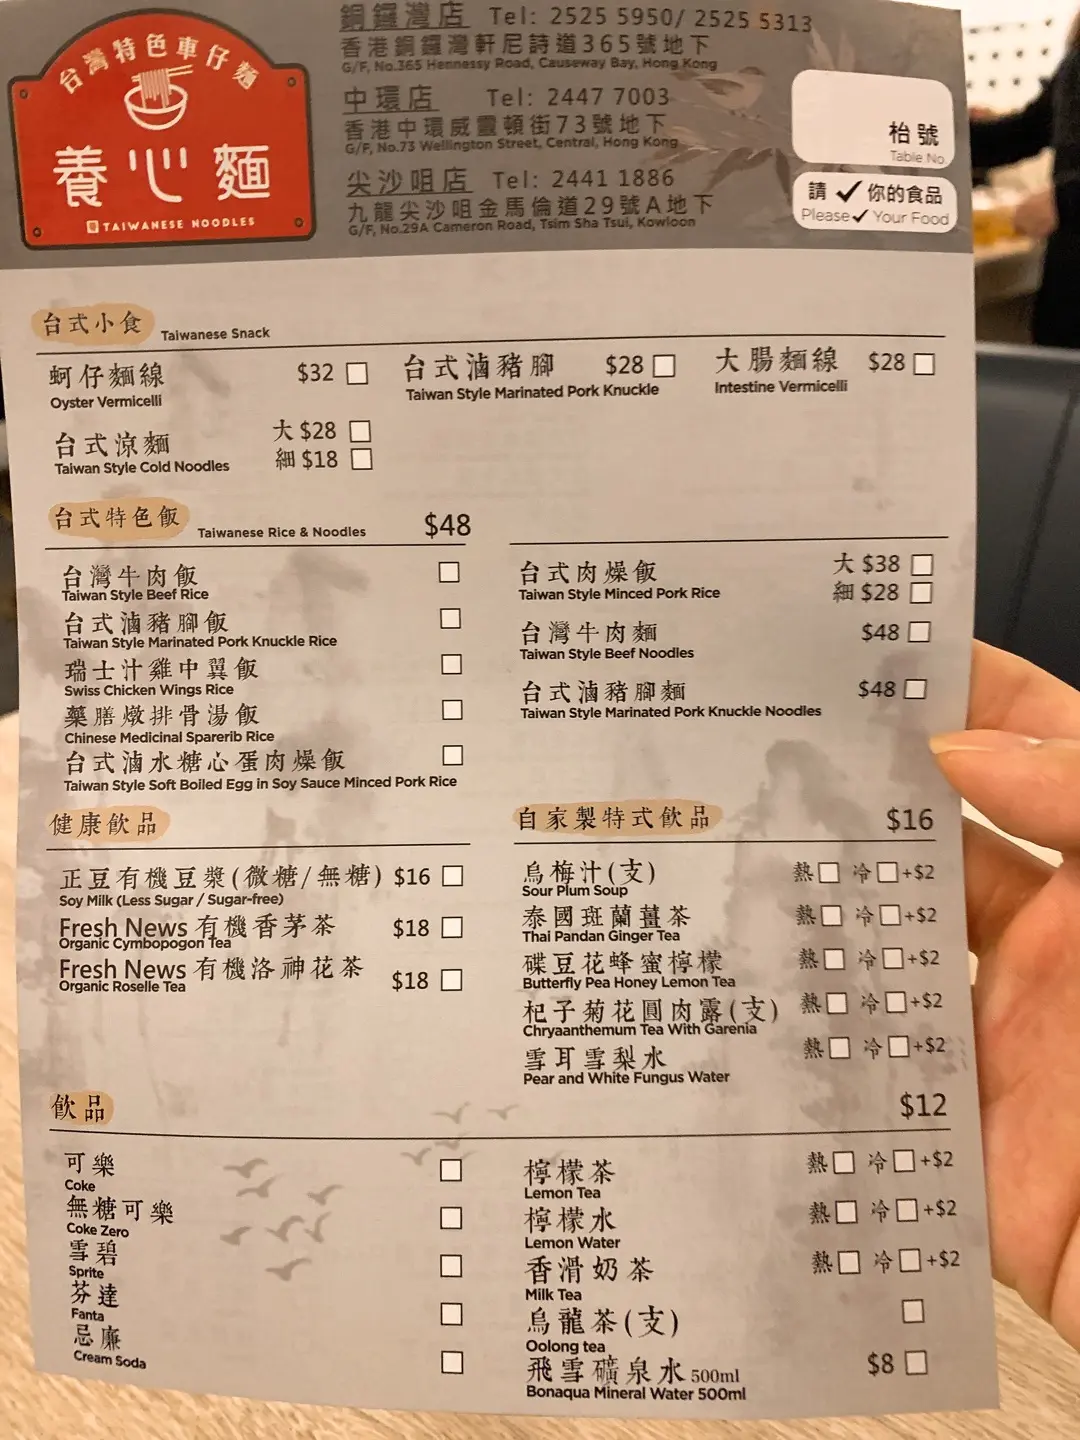 台灣特色車仔麵
養心麵
TAIWANESE NOODLES
銅鑼灣店 Tel: 2525 5950/ 2525 5313
香港銅鑼灣軒尼詩道365號地下
G/F, No.365 Hennessy Road, Causeway Bay, Hong Kong
中環店 Tel: 2447 7003
香港中環威靈頓街73號地下
G/F, No.73 Wellington Street, Central, Hong Kong
尖沙咀店 Tel: 2441 1886
九龍尖沙咀金馬倫道29號A地下
G/F, No.29A Cameron Road, Tsim Sha Tsui, Kowloon
枱號
Table No.
請✓你的食品
Please✓Your Food
台式小食 Taiwanese Snack
蚵仔麵線 $32 台式滷豬腳 $28 大腸麵線 $28
Oyster Vermicelli Taiwan Style Marinated Pork Knuckle Intestine Vermicelli
台式涼麵 大 $28
Taiwan Style Cold Noodles 細 $18
台式特色飯 Taiwanese Rice & Noodles $48
台灣牛肉飯
Taiwan Style Beef Rice
台式滷豬腳飯
Taiwan Style Marinated Pork Knuckle Rice
瑞士汁雞中翼飯
Swiss Chicken Wings Rice
藥膳燉排骨湯飯
Chinese Medicinal Sparerib Rice
台式滷水糖心蛋肉燥飯
Taiwan Style Soft Boiled Egg in Soy Sauce Minced Pork Rice
台式肉燥飯 大 $38
Taiwan Style Minced Pork Rice 細 $28
台灣牛肉麵 $48
Taiwan Style Beef Noodles
台式滷豬腳麵 $48
Taiwan Style Marinated Pork Knuckle Noodles
健康飲品
正豆有機豆漿(微糖/無糖) $16
Soy Milk (Less Sugar / Sugar-free)
Fresh News 有機香茅茶 $18
Organic Cymbopogon Tea
Fresh News 有機洛神花茶 $18
Organic Roselle Tea
自家製特式飲品 $16
烏梅汁(支) 熱 冷 +$2
Sour Plum Soup
泰國斑蘭薑茶 熱 冷 +$2
Thai Pandan Ginger Tea
碟豆花蜂蜜檸檬 熱 冷 +$2
Butterfly Pea Honey Lemon Tea
杞子菊花圓肉露(支) 熱 冷 +$2
Chryaanthemum Tea With Garenia
雪耳雪梨水 熱 冷 +$2
Pear and White Fungus Water
飲品 $12
可樂
Coke
無糖可樂
Coke Zero
雪碧
Sprite
芬達
Fanta
忌廉
Cream Soda
檸檬茶 熱 冷 +$2
Lemon Tea
檸檬水 熱 冷 +$2
Lemon Water
香滑奶茶 熱 冷 +$2
Milk Tea
烏龍茶(支)
Oolong tea
飛雪礦泉水 500ml $8
Bonaqua Mineral Water 500ml